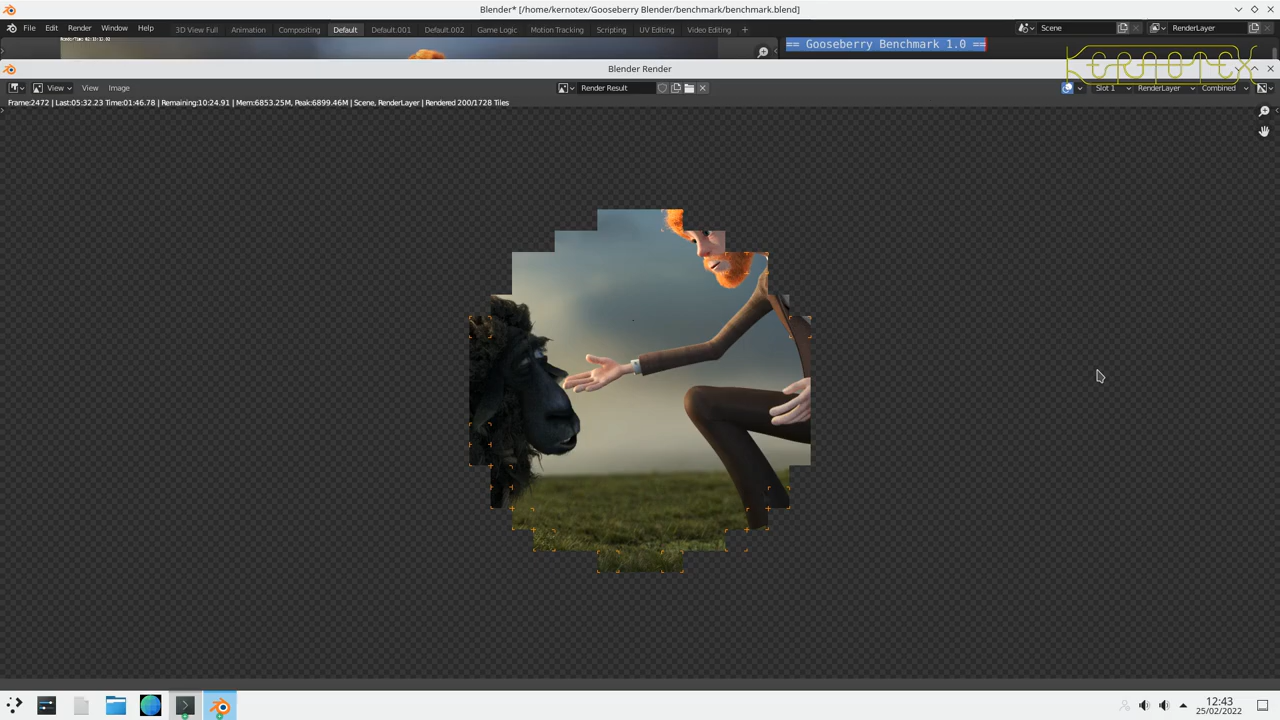 Blender* [/home/kernotex/Gooseberry Blender/benchmark/benchmark.blend]
File Edit Render Window Help 3D View Full Animation Compositing Default Default.001 Default.002 Game Logic Motion Tracking Scripting UV Editing Video Editing + Scene RenderLayer
== Gooseberry Benchmark 1.0 ==
KERNOTEX
Blender Render
View View Image Render Result Slot 1 RenderLayer Combined
Frame:2472 | Last:05:32.23 Time:01:46.78 | Remaining:10:24.91 | Mem:6853.25M, Peak:6899.46M | Scene, RenderLayer | Rendered 200/1728 Tiles
12:43
25/02/2022